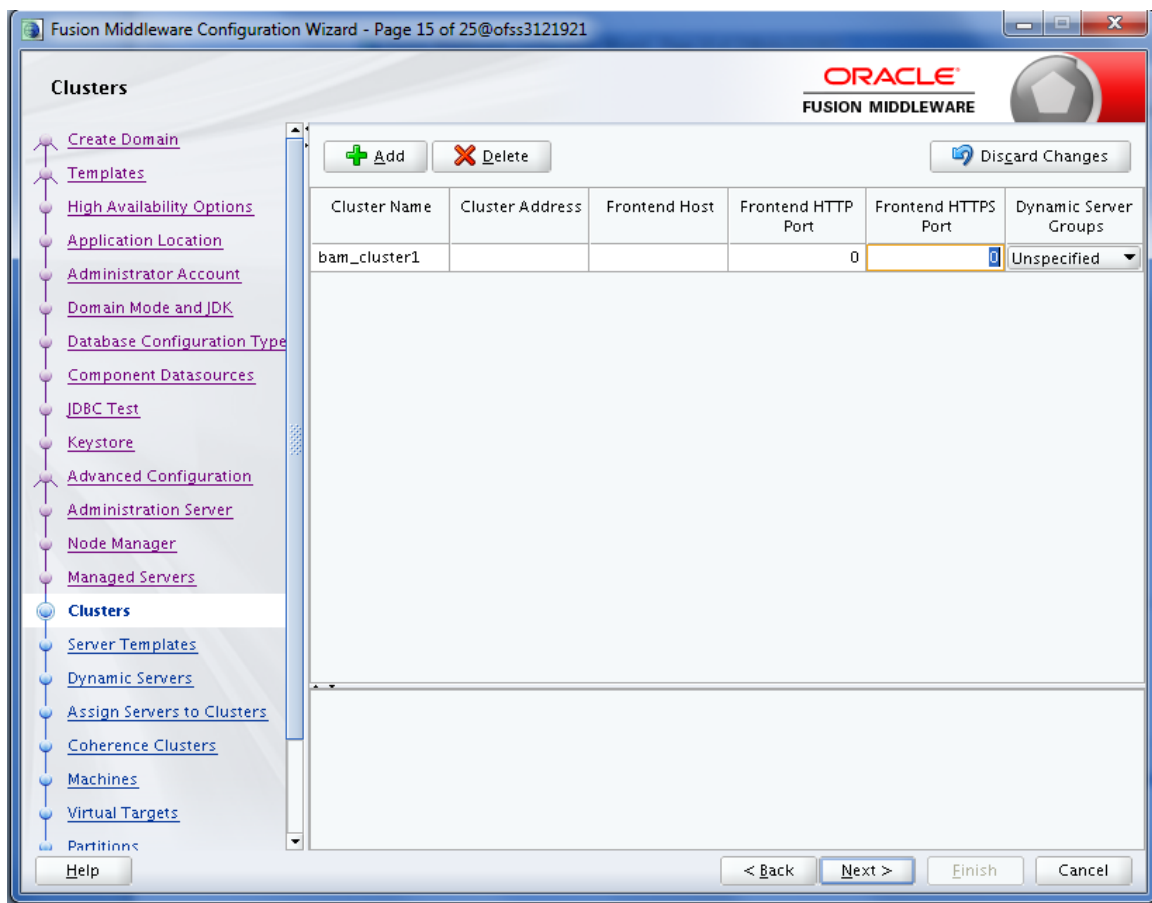 Fusion Middleware Configuration Wizard - Page 15 of 25@ofss3121921
Clusters
ORACLE
FUSION MIDDLEWARE
Create Domain
Templates
High Availability Options
Application Location
Administrator Account
Domain Mode and JDK
Database Configuration Type
Component Datasources
JDBC Test
Keystore
Advanced Configuration
Administration Server
Node Manager
Managed Servers
Clusters
Server Templates
Dynamic Servers
Assign Servers to Clusters
Coherence Clusters
Machines
Virtual Targets
Partitions
Add Delete Discard Changes
Cluster Name Cluster Address Frontend Host Frontend HTTP Port Frontend HTTPS Port Dynamic Server Groups
bam_cluster1 0 0 Unspecified
Help < Back Next > Finish Cancel